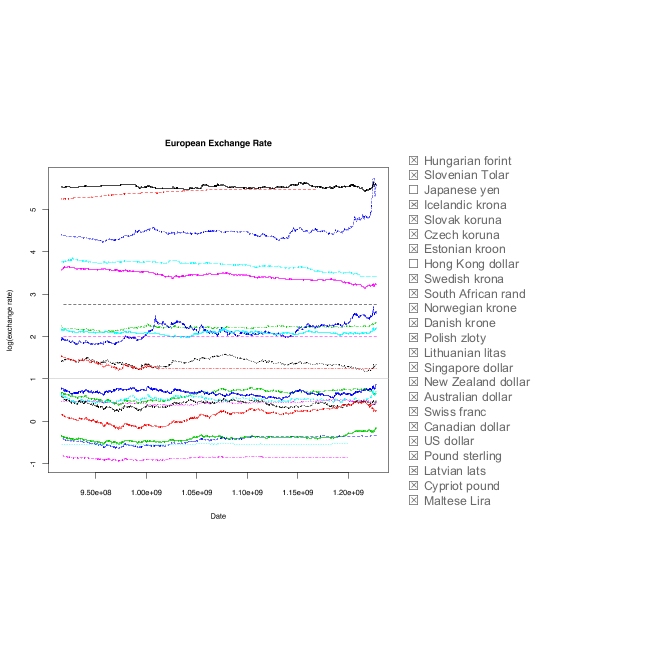 European Exchange Rate
log(exchange rate)
5
4
3
2
1
0
-1
9.50e+08 1.00e+09 1.05e+09 1.10e+09 1.15e+09 1.20e+09
Date
Hungarian forint
Slovenian Tolar
Japanese yen
Icelandic krona
Slovak koruna
Czech koruna
Estonian kroon
Hong Kong dollar
Swedish krona
South African rand
Norwegian krone
Danish krone
Polish zloty
Lithuanian litas
Singapore dollar
New Zealand dollar
Australian dollar
Swiss franc
Canadian dollar
US dollar
Pound sterling
Latvian lats
Cypriot pound
Maltese Lira